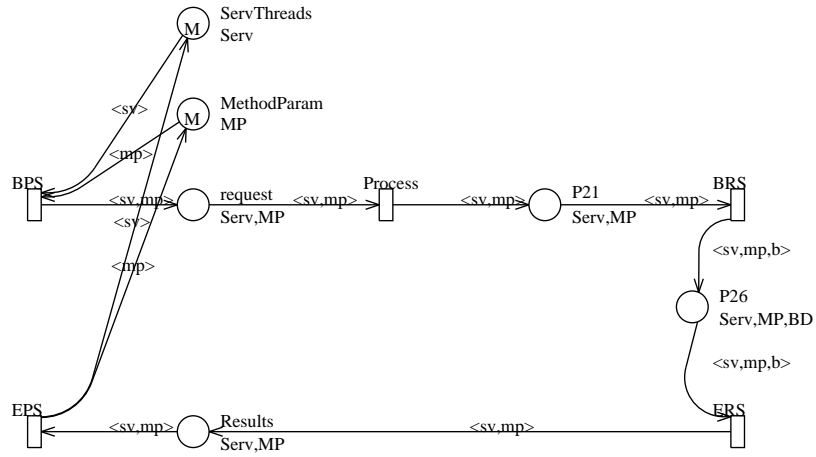 ServThreads
M
Serv
MethodParam
M
MP
<sv>
<mp>
BPS
<sv,mp>
request
Serv,MP
<sv,mp>
Process
<sv,mp>
P21
Serv,MP
<sv,mp>
BRS
<sv>
<mp>
<sv,mp,b>
P26
Serv,MP,BD
<sv,mp,b>
EPS
<sv,mp>
Results
Serv,MP
<sv,mp>
ERS